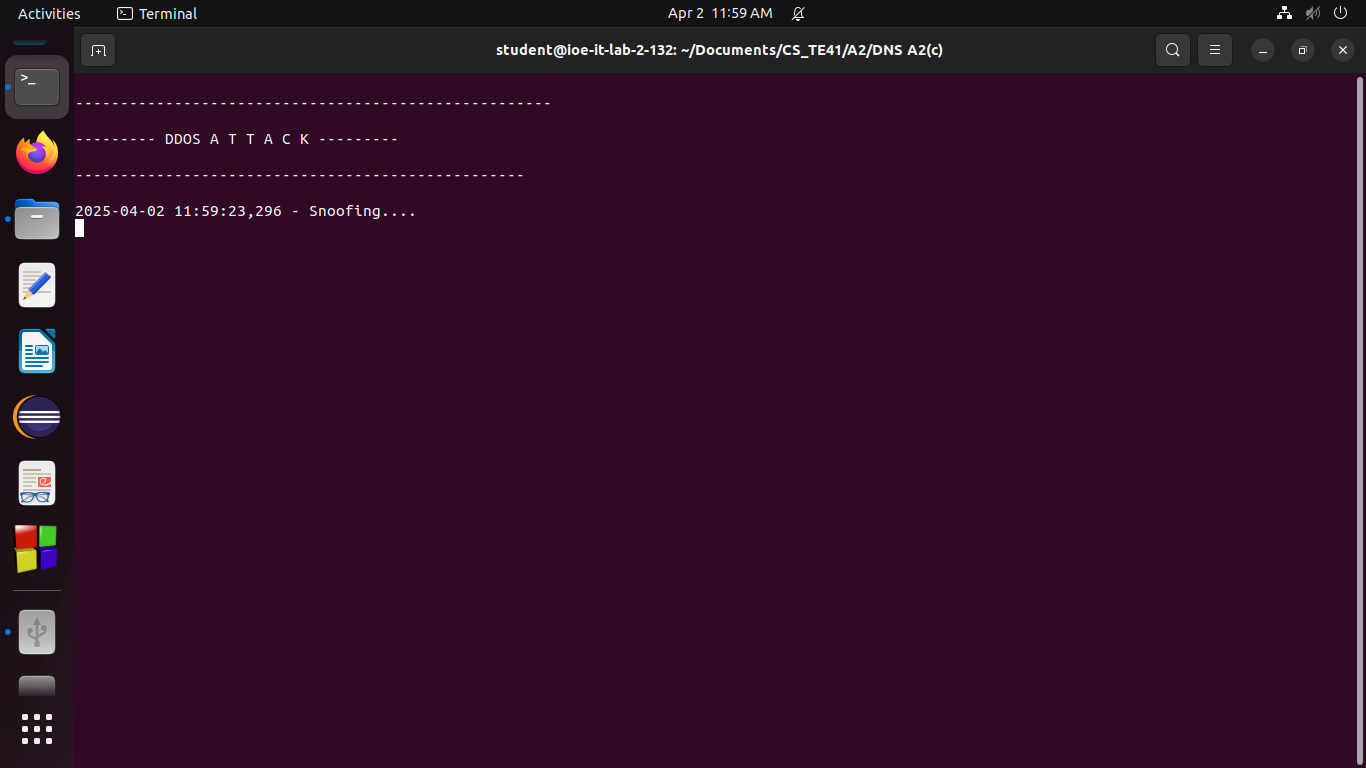 Activities
Terminal
Apr 2 11:59 AM
student@ioe-it-lab-2-132: ~/Documents/CS_TE41/A2/DNS A2(c)
-----------------------------------------------------
--------- DDOS A T T A C K ---------
--------------------------------------------------
2025-04-02 11:59:23,296 - Snoofing....